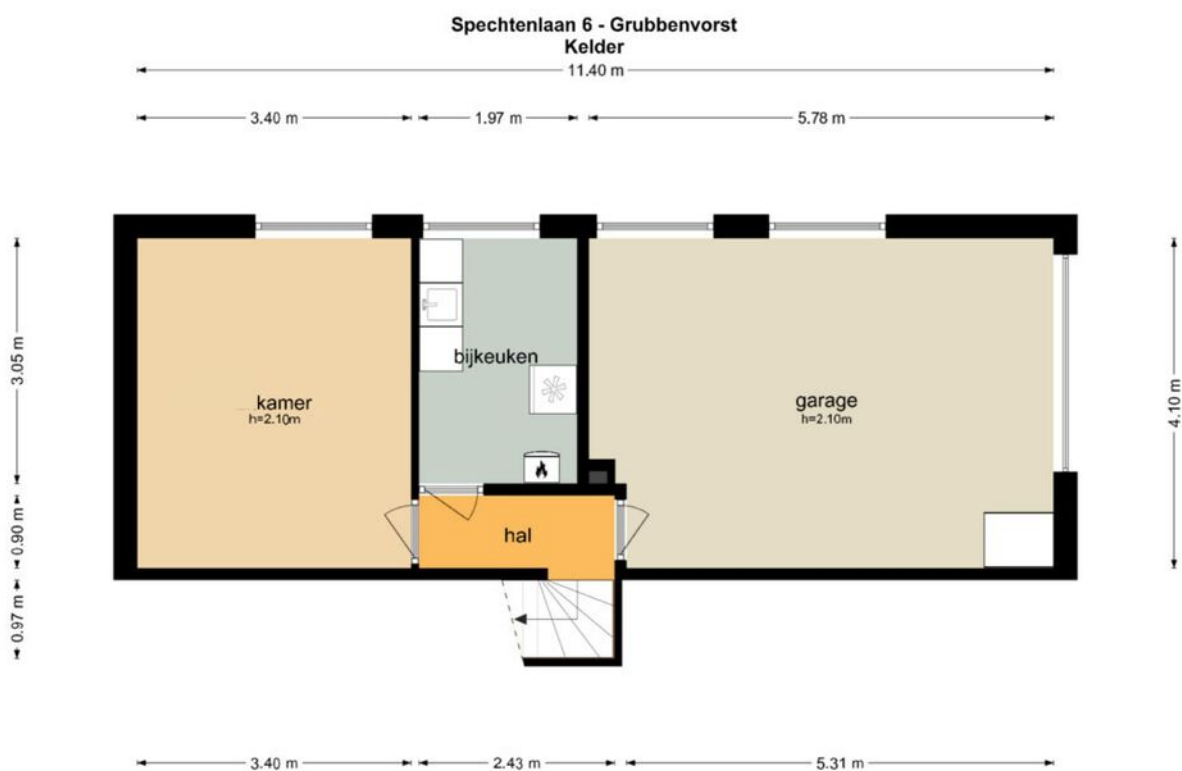 Spechtenlaan 6 - Grubbenvorst
Kelder
11.40 m
3.40 m
1.97 m
5.78 m
3.05 m
0.90 m
0.97 m
4.10 m
bijkeuken
kamer
h=2.10m
garage
h=2.10m
hal
3.40 m
2.43 m
5.31 m